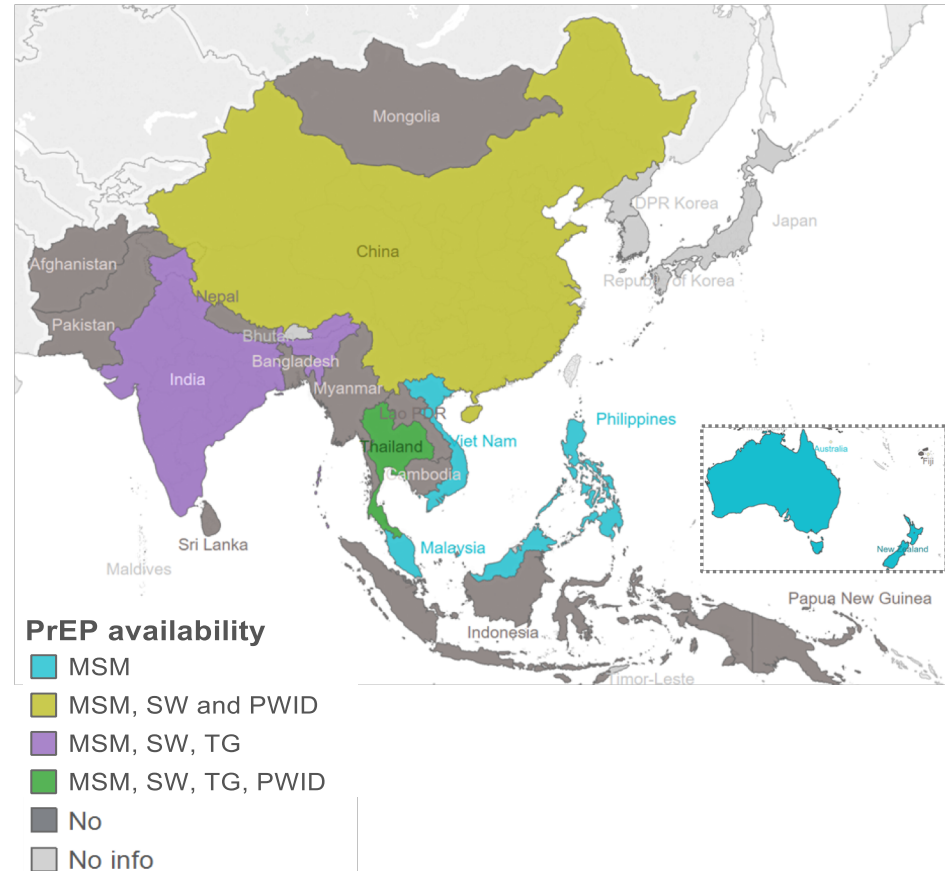 Mongolia
DPR Korea
Japan
China
Afghanistan
Republic of Korea
Nepal
Pakistan
Bhutan
Bangladesh
India
Myanmar
Lao PDR
Philippines
Thailand
Viet Nam
Australia
Fiji
Cambodia
Sri Lanka
Malaysia
New Zealand
Maldives
Papua New Guinea
Indonesia
Timor-Leste
PrEP availability
MSM
MSM, SW and PWID
MSM, SW, TG
MSM, SW, TG, PWID
No
No info